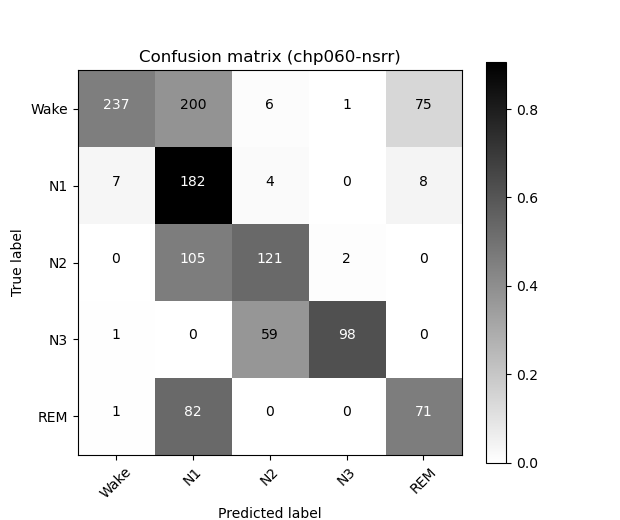 Confusion matrix (chp060-nsrr)
Wake 237 200 6 1 75
N1 7 182 4 0 8
N2 0 105 121 2 0
N3 1 0 59 98 0
REM 1 82 0 0 71
Wake N1 N2 N3 REM
Predicted label
True label
0.8
0.6
0.4
0.2
0.0